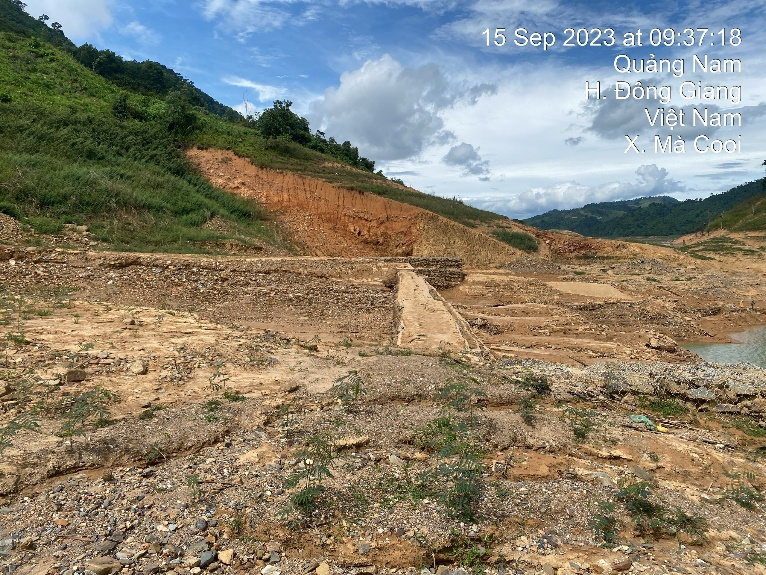 15 Sep 2023 at 09:37:18
Quảng Nam
H. Đông Giang
Việt Nam
X. Mà Cooi